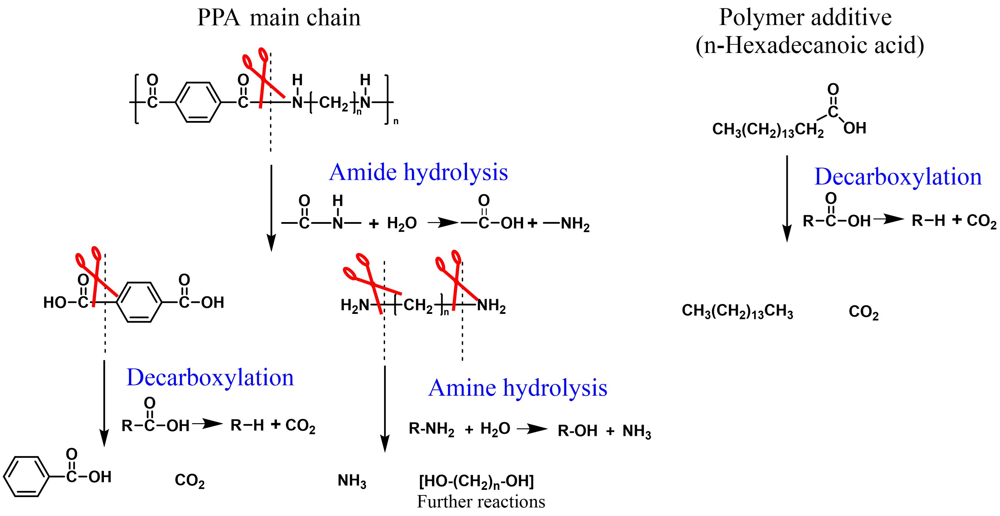 PPA main chain
Polymer additive
(n-Hexadecanoic acid)
O O H H
C C N CH2 n N n
O
C
CH3(CH2)13CH2 OH
Amide hydrolysis
O H O
C N + H2O C OH + NH2
Decarboxylation
O
R C OH R H + CO2
O O
HO C C OH
H2N CH2 n NH2
CH3(CH2)13CH3 CO2
Decarboxylation
O
R C OH R H + CO2
Amine hydrolysis
R-NH2 + H2O R-OH + NH3
O
C OH
CO2
NH3
[HO-(CH2)n-OH]
Further reactions